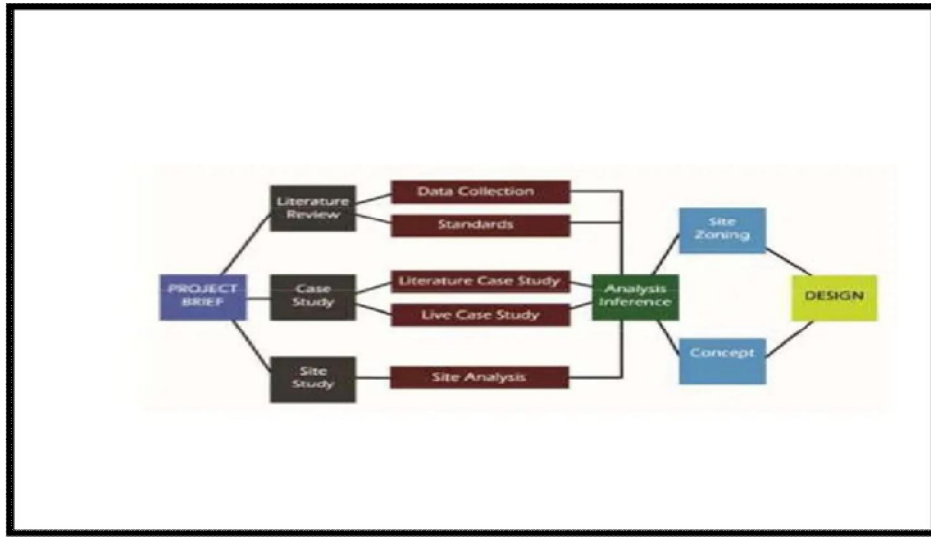 Literature
Review
Data Collection
Standards
Site
Zoning
PROJECT
BRIEF
Case
Study
Literature Case Study
Live Case Study
Analysis
Inference
DESIGN
Site
Study
Site Analysis
Concept